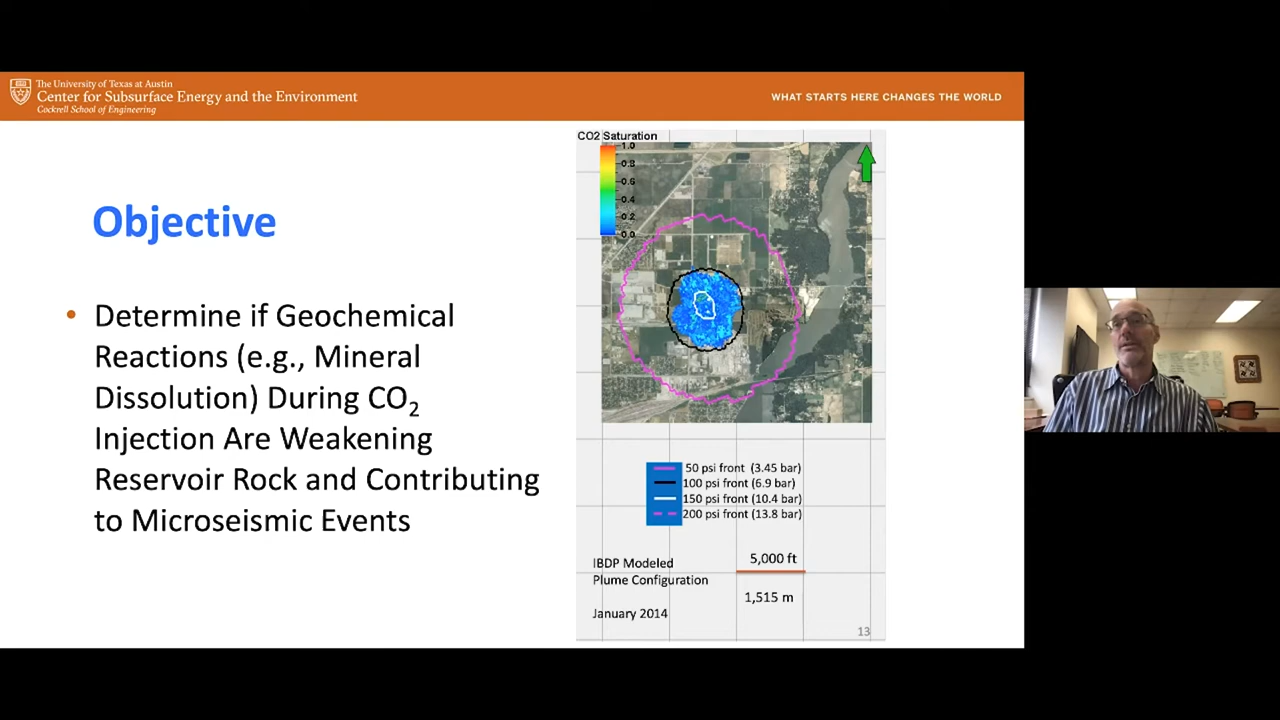 The University of Texas at Austin
Center for Subsurface Energy and the Environment
Cockrell School of Engineering
WHAT STARTS HERE CHANGES THE WORLD
Objective
• Determine if Geochemical
Reactions (e.g., Mineral
Dissolution) During CO2
Injection Are Weakening
Reservoir Rock and Contributing
to Microseismic Events
CO2 Saturation
1.0
0.8
0.6
0.4
0.2
0.0
50 psi front (3.45 bar)
100 psi front (6.9 bar)
150 psi front (10.4 bar)
200 psi front (13.8 bar)
IBDP Modeled
Plume Configuration
January 2014
5,000 ft
1,515 m
13